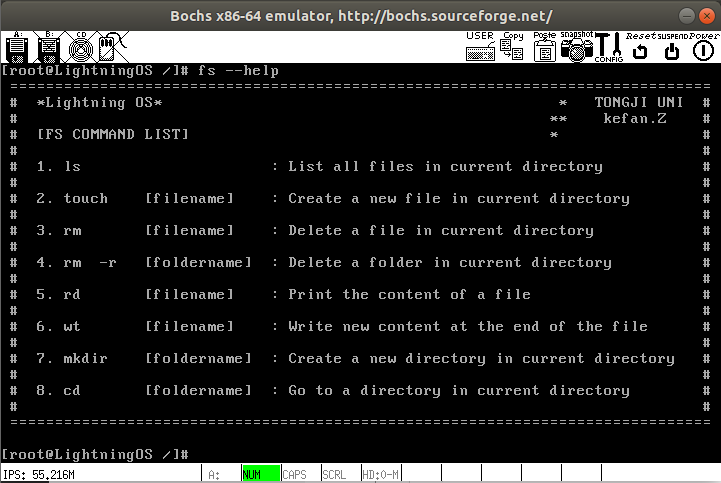 Bochs x86-64 emulator, http://bochs.sourceforge.net/
A: B: CD USER Copy Paste snapshot CONFIG Reset SUSPEND Power
[root@LightningOS /]# fs --help
==============================================================================
# *Lightning OS* * TONGJI UNI #
# ** kefan.Z #
# [FS COMMAND LIST] * #
# #
# 1. ls : List all files in current directory #
# #
# 2. touch [filename] : Create a new file in current directory #
# #
# 3. rm [filename] : Delete a file in current directory #
# #
# 4. rm -r [foldername] : Delete a folder in current directory #
# #
# 5. rd [filename] : Print the content of a file #
# #
# 6. wt [filename] : Write new content at the end of the file #
# #
# 7. mkdir [foldername] : Create a new directory in current directory #
# #
# 8. cd [foldername] : Go to a directory in current directory #
# #
==============================================================================
[root@LightningOS /]#
IPS: 55.216M A: NUM CAPS SCRL HD:0-M